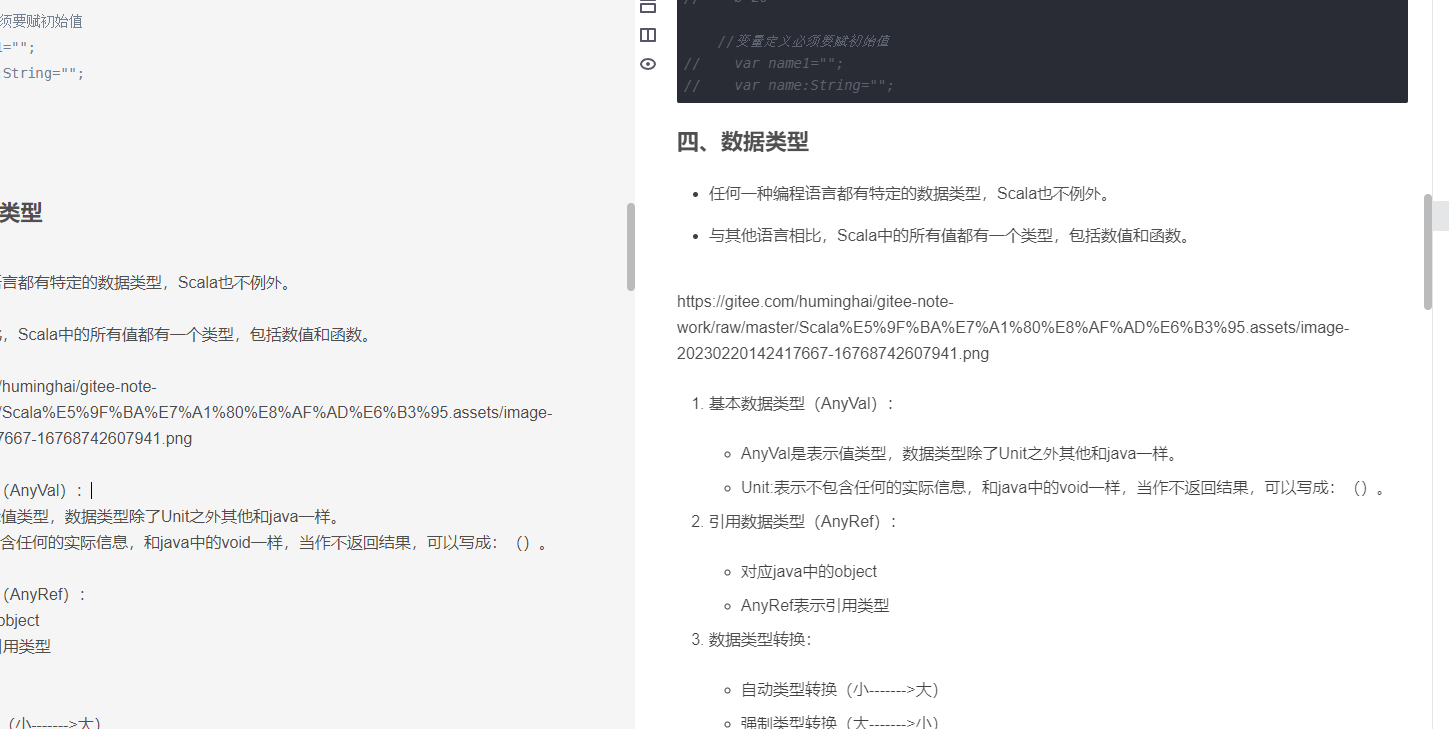 须要赋初始值
="";
String="";
类型
言都有特定的数据类型，Scala也不例外。
，Scala中的所有值都有一个类型，包括数值和函数。
/huminghai/gitee-note-
/Scala%E5%9F%BA%E7%A1%80%E8%AF%AD%E6%B3%95.assets/image-
7667-16768742607941.png
（AnyVal）：
值类型，数据类型除了Unit之外其他和java一样。
含任何的实际信息，和java中的void一样，当作不返回结果，可以写成：（）。
（AnyRef）：
object
用类型
（小------->大）
//变量定义必须要赋初始值
// var name1="";
// var name:String="";
四、数据类型
任何一种编程语言都有特定的数据类型，Scala也不例外。
与其他语言相比，Scala中的所有值都有一个类型，包括数值和函数。
https://gitee.com/huminghai/gitee-note-
work/raw/master/Scala%E5%9F%BA%E7%A1%80%E8%AF%AD%E6%B3%95.assets/image-
20230220142417667-16768742607941.png
1. 基本数据类型（AnyVal）：
AnyVal是表示值类型，数据类型除了Unit之外其他和java一样。
Unit:表示不包含任何的实际信息，和java中的void一样，当作不返回结果，可以写成：（）。
2. 引用数据类型（AnyRef）：
对应java中的object
AnyRef表示引用类型
3. 数据类型转换：
自动类型转换（小------->大）
强制类型转换（大------->小）